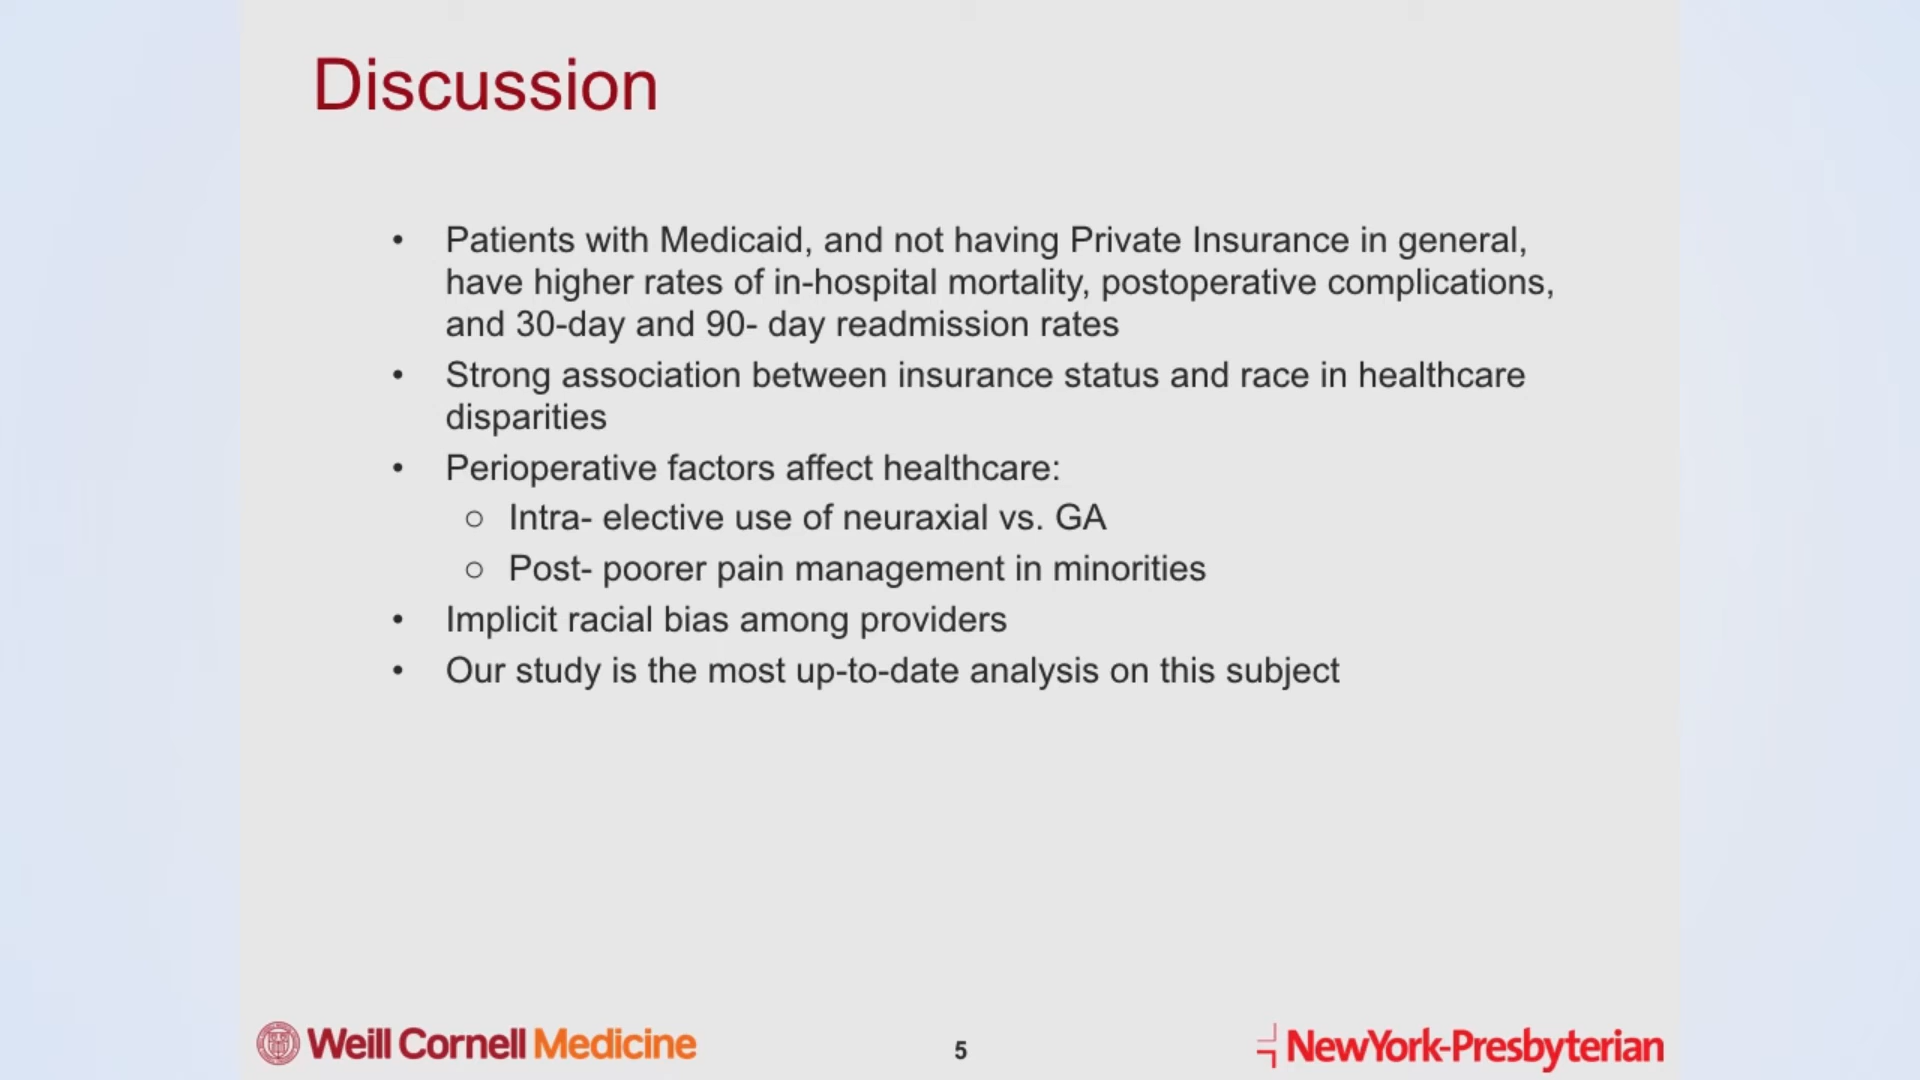 Discussion
• Patients with Medicaid, and not having Private Insurance in general,
have higher rates of in-hospital mortality, postoperative complications,
and 30-day and 90- day readmission rates
• Strong association between insurance status and race in healthcare
disparities
• Perioperative factors affect healthcare:
○ Intra- elective use of neuraxial vs. GA
○ Post- poorer pain management in minorities
• Implicit racial bias among providers
• Our study is the most up-to-date analysis on this subject
Weill Cornell Medicine
5
NewYork-Presbyterian